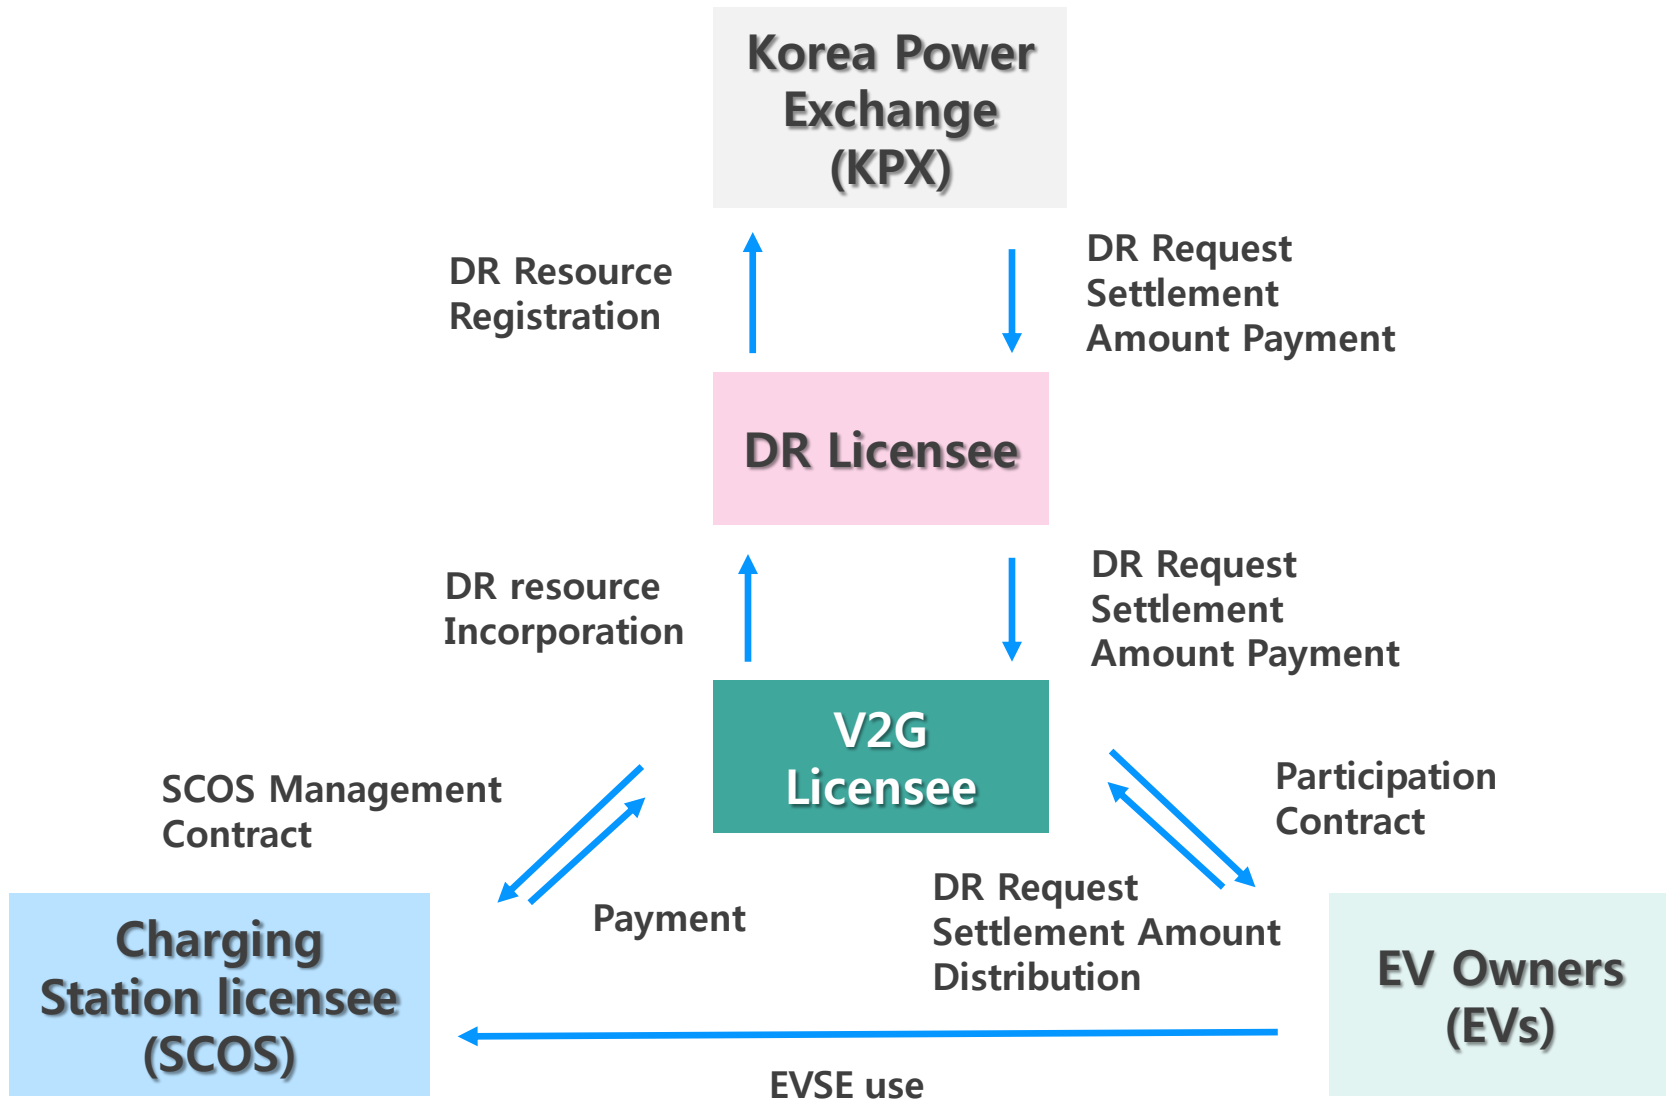 Korea Power
Exchange
(KPX)
DR Resource
Registration
DR Request
Settlement
Amount Payment
DR Licensee
DR resource
Incorporation
DR Request
Settlement
Amount Payment
V2G
Licensee
SCOS Management
Contract
Participation
Contract
Payment
DR Request
Settlement Amount
Distribution
Charging
Station licensee
(SCOS)
EV Owners
(EVs)
EVSE use